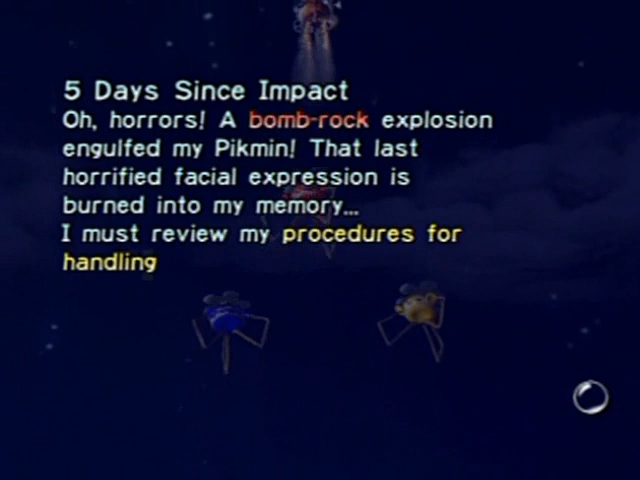 5 Days Since Impact
Oh, horrors! A bomb-rock explosion
engulfed my Pikmin! That last
horrified facial expression is
burned into my memory...
I must review my procedures for
handling